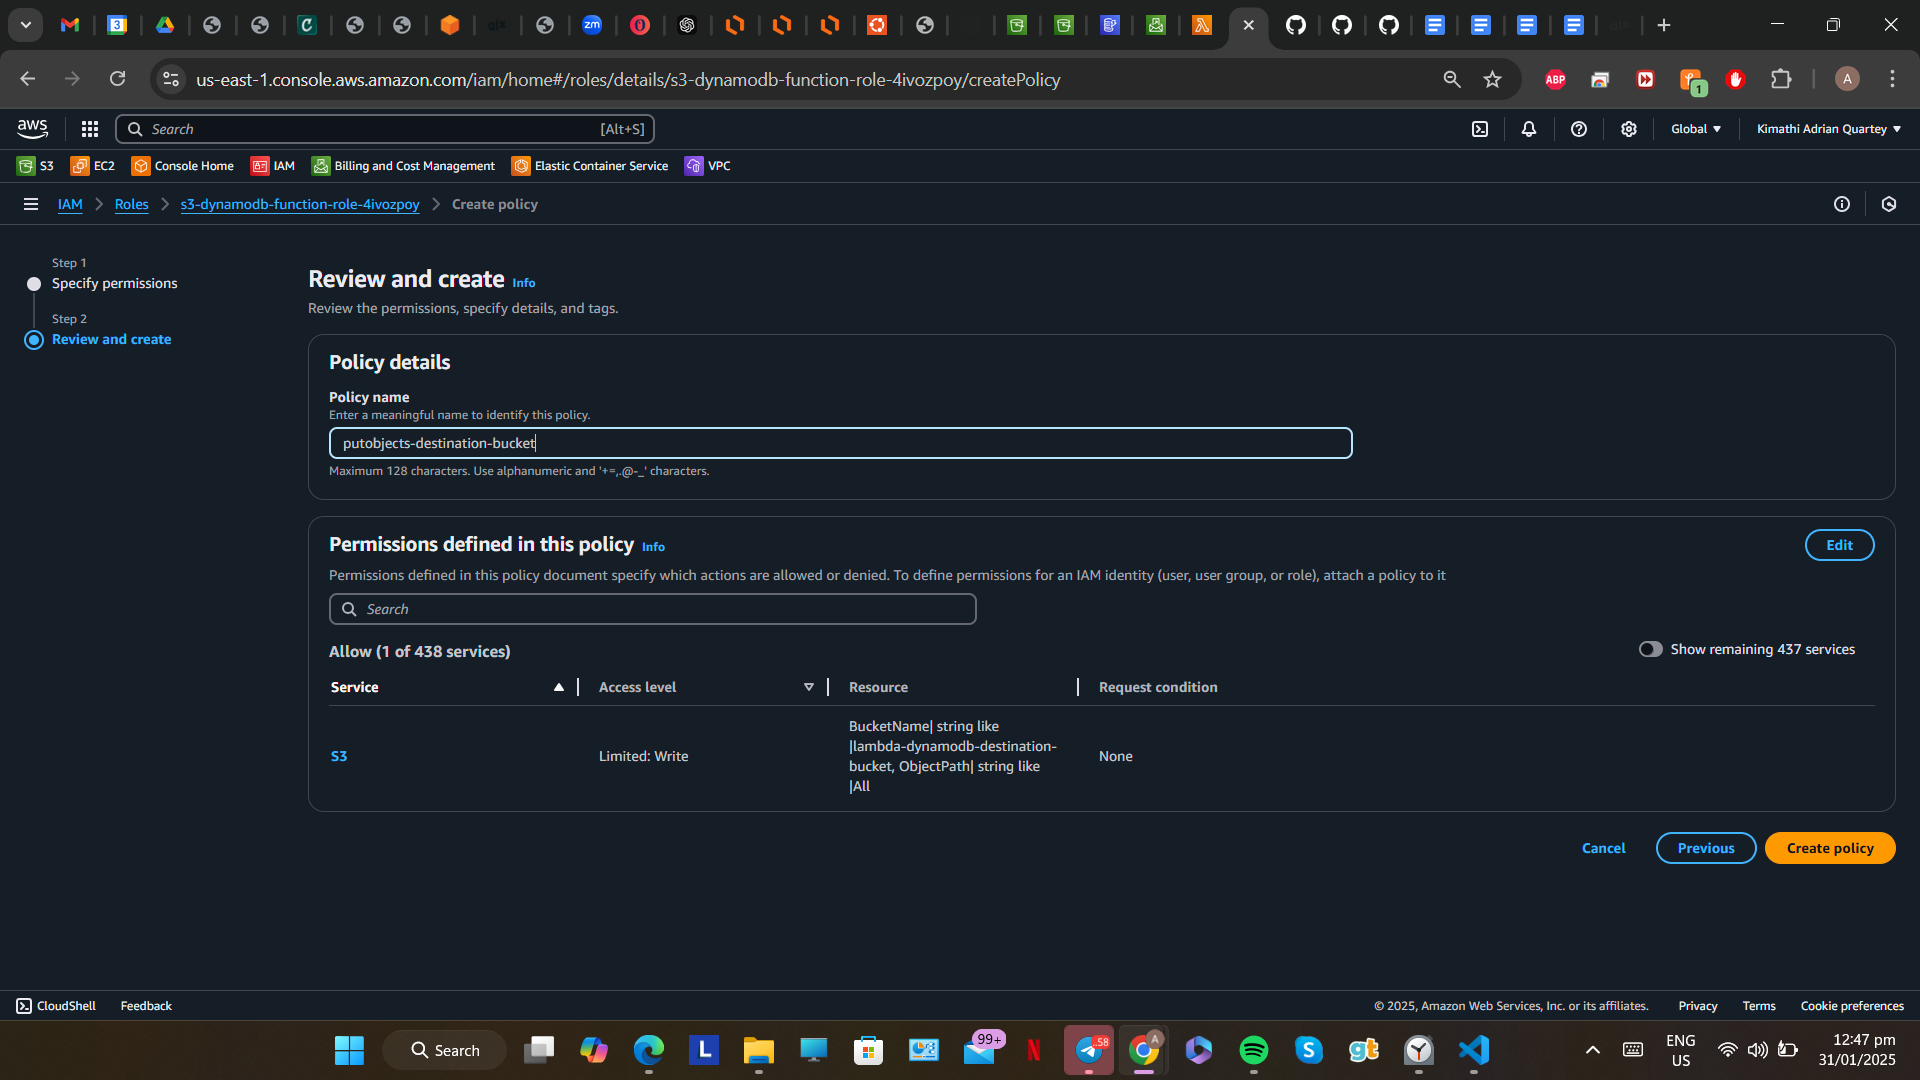 us-east-1.console.aws.amazon.com/iam/home#/roles/details/s3-dynamodb-function-role-4ivozpoy/createPolicy
ABP
1
A
aws
Search
[Alt+S]
Global
Kimathi Adrian Quartey
S3
EC2
Console Home
IAM
Billing and Cost Management
Elastic Container Service
VPC
IAM
Roles
s3-dynamodb-function-role-4ivozpoy
Create policy
Step 1
Specify permissions
Step 2
Review and create
Review and create Info
Review the permissions, specify details, and tags.
Policy details
Policy name
Enter a meaningful name to identify this policy.
putobjects-destination-bucket
Maximum 128 characters. Use alphanumeric and '+=,.@-_' characters.
Permissions defined in this policy Info
Edit
Permissions defined in this policy document specify which actions are allowed or denied. To define permissions for an IAM identity (user, user group, or role), attach a policy to it
Search
Allow (1 of 438 services)
Show remaining 437 services
Service
Access level
Resource
Request condition
S3
Limited: Write
BucketName| string like
|lambda-dynamodb-destination-
bucket, ObjectPath| string like
|All
None
Cancel
Previous
Create policy
CloudShell
Feedback
© 2025, Amazon Web Services, Inc. or its affiliates.
Privacy
Terms
Cookie preferences
Search
L
99+
N
A
S
gt
ENG
US
12:47 pm
31/01/2025